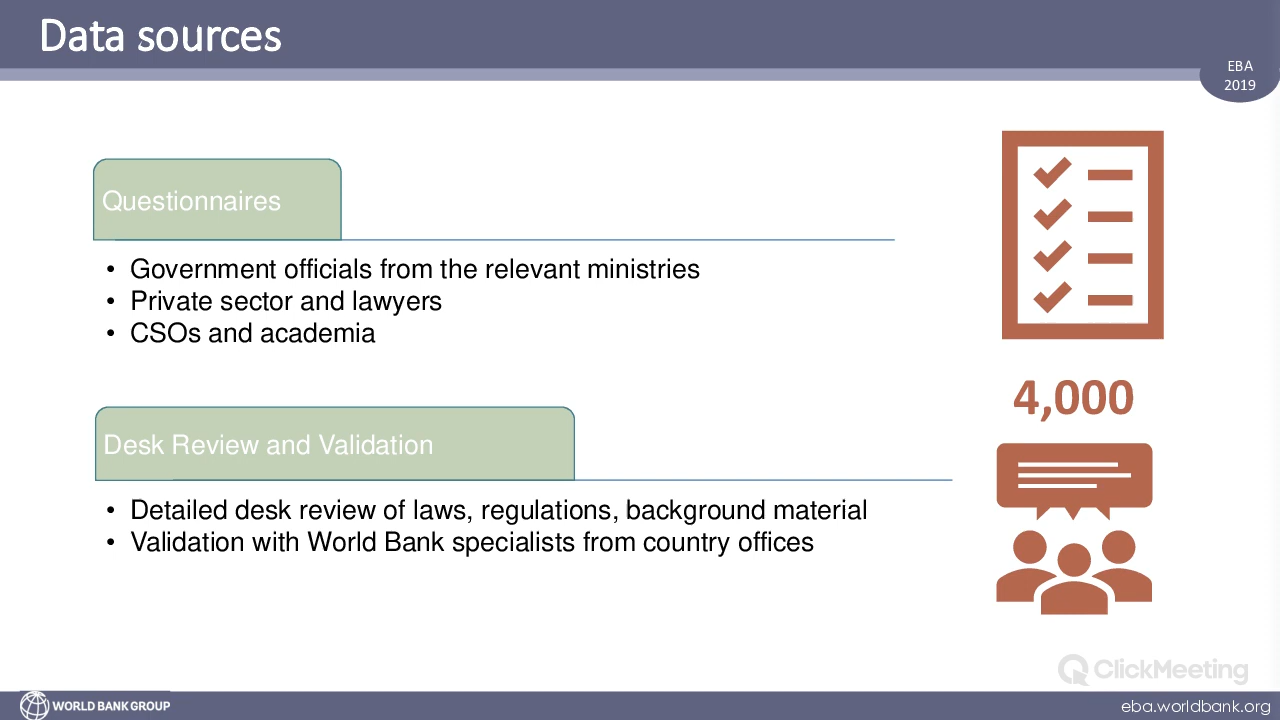 Data sources
EBA
2019
Questionnaires
• Government officials from the relevant ministries
• Private sector and lawyers
• CSOs and academia
4,000
Desk Review and Validation
• Detailed desk review of laws, regulations, background material
• Validation with World Bank specialists from country offices
ClickMeeting
WORLD BANK GROUP
eba.worldbank.org